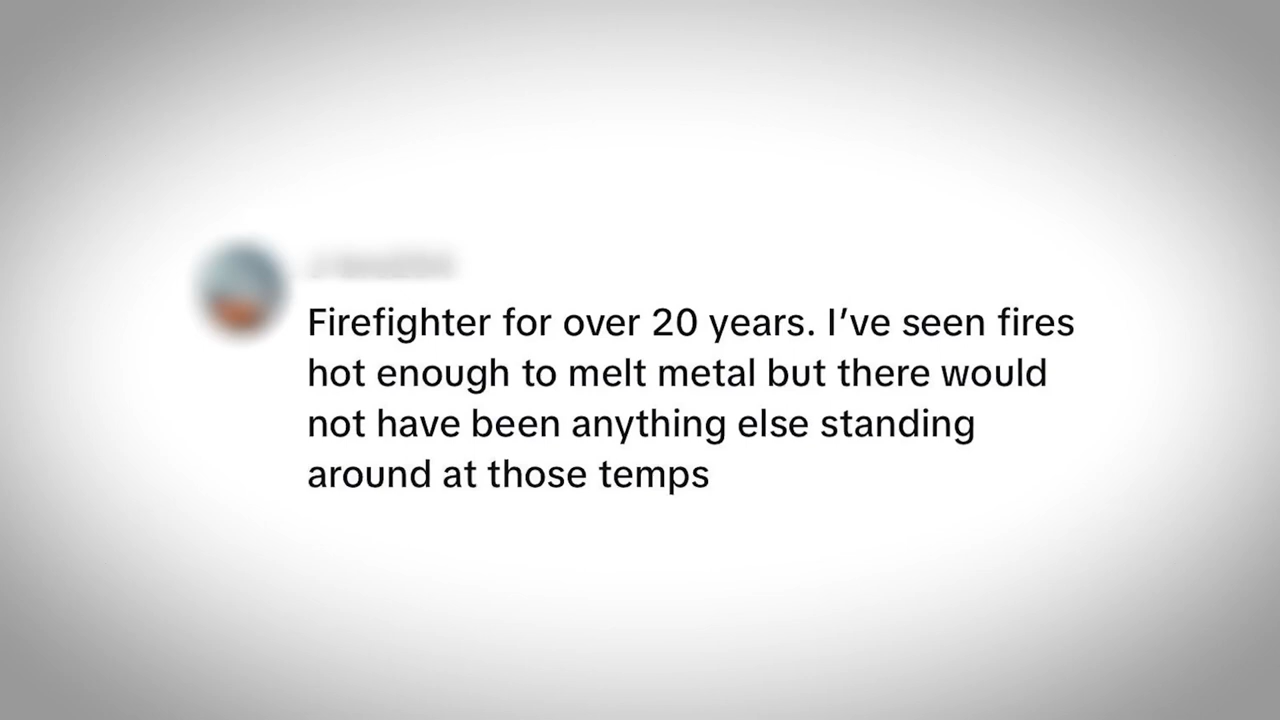 Firefighter for over 20 years. I’ve seen fires
hot enough to melt metal but there would
not have been anything else standing
around at those temps